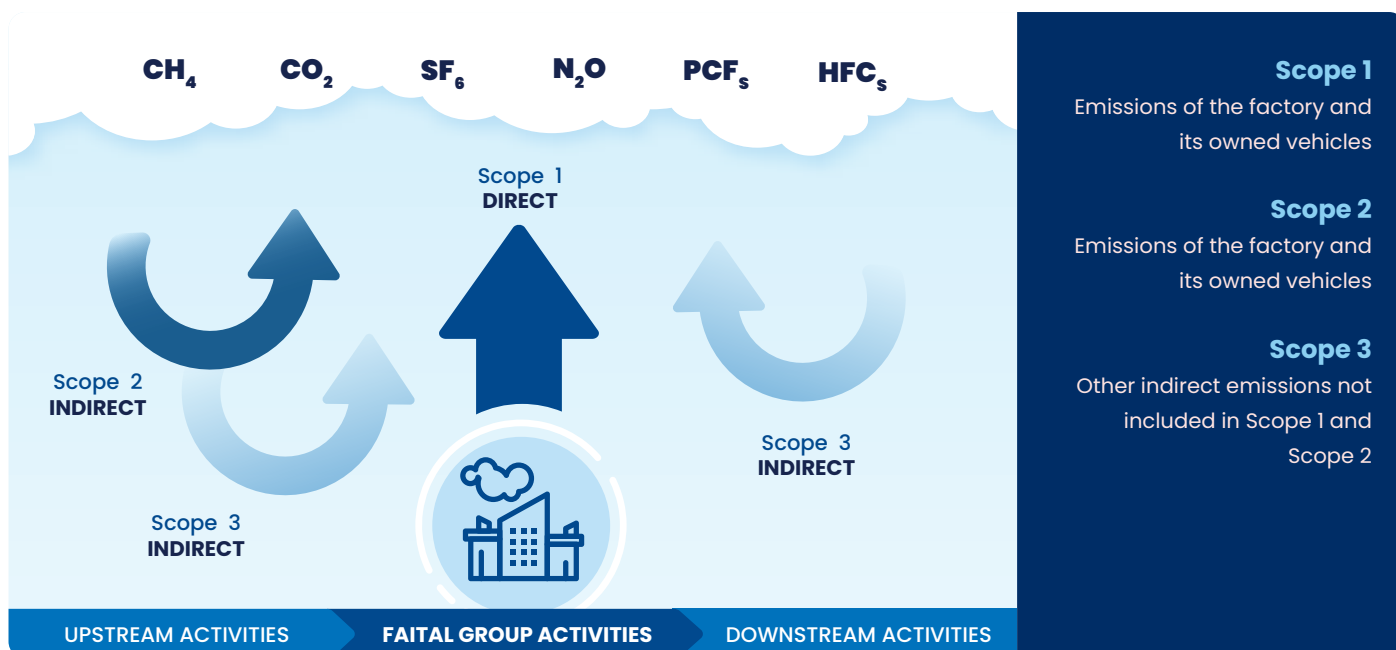 CH4 CO2 SF6 N2O PCFs HFCs
Scope 1
DIRECT
Scope 2
INDIRECT
Scope 3
INDIRECT
Scope 3
INDIRECT
UPSTREAM ACTIVITIES
FAITAL GROUP ACTIVITIES
DOWNSTREAM ACTIVITIES
Scope 1
Emissions of the factory and
its owned vehicles
Scope 2
Emissions of the factory and
its owned vehicles
Scope 3
Other indirect emissions not
included in Scope 1 and
Scope 2